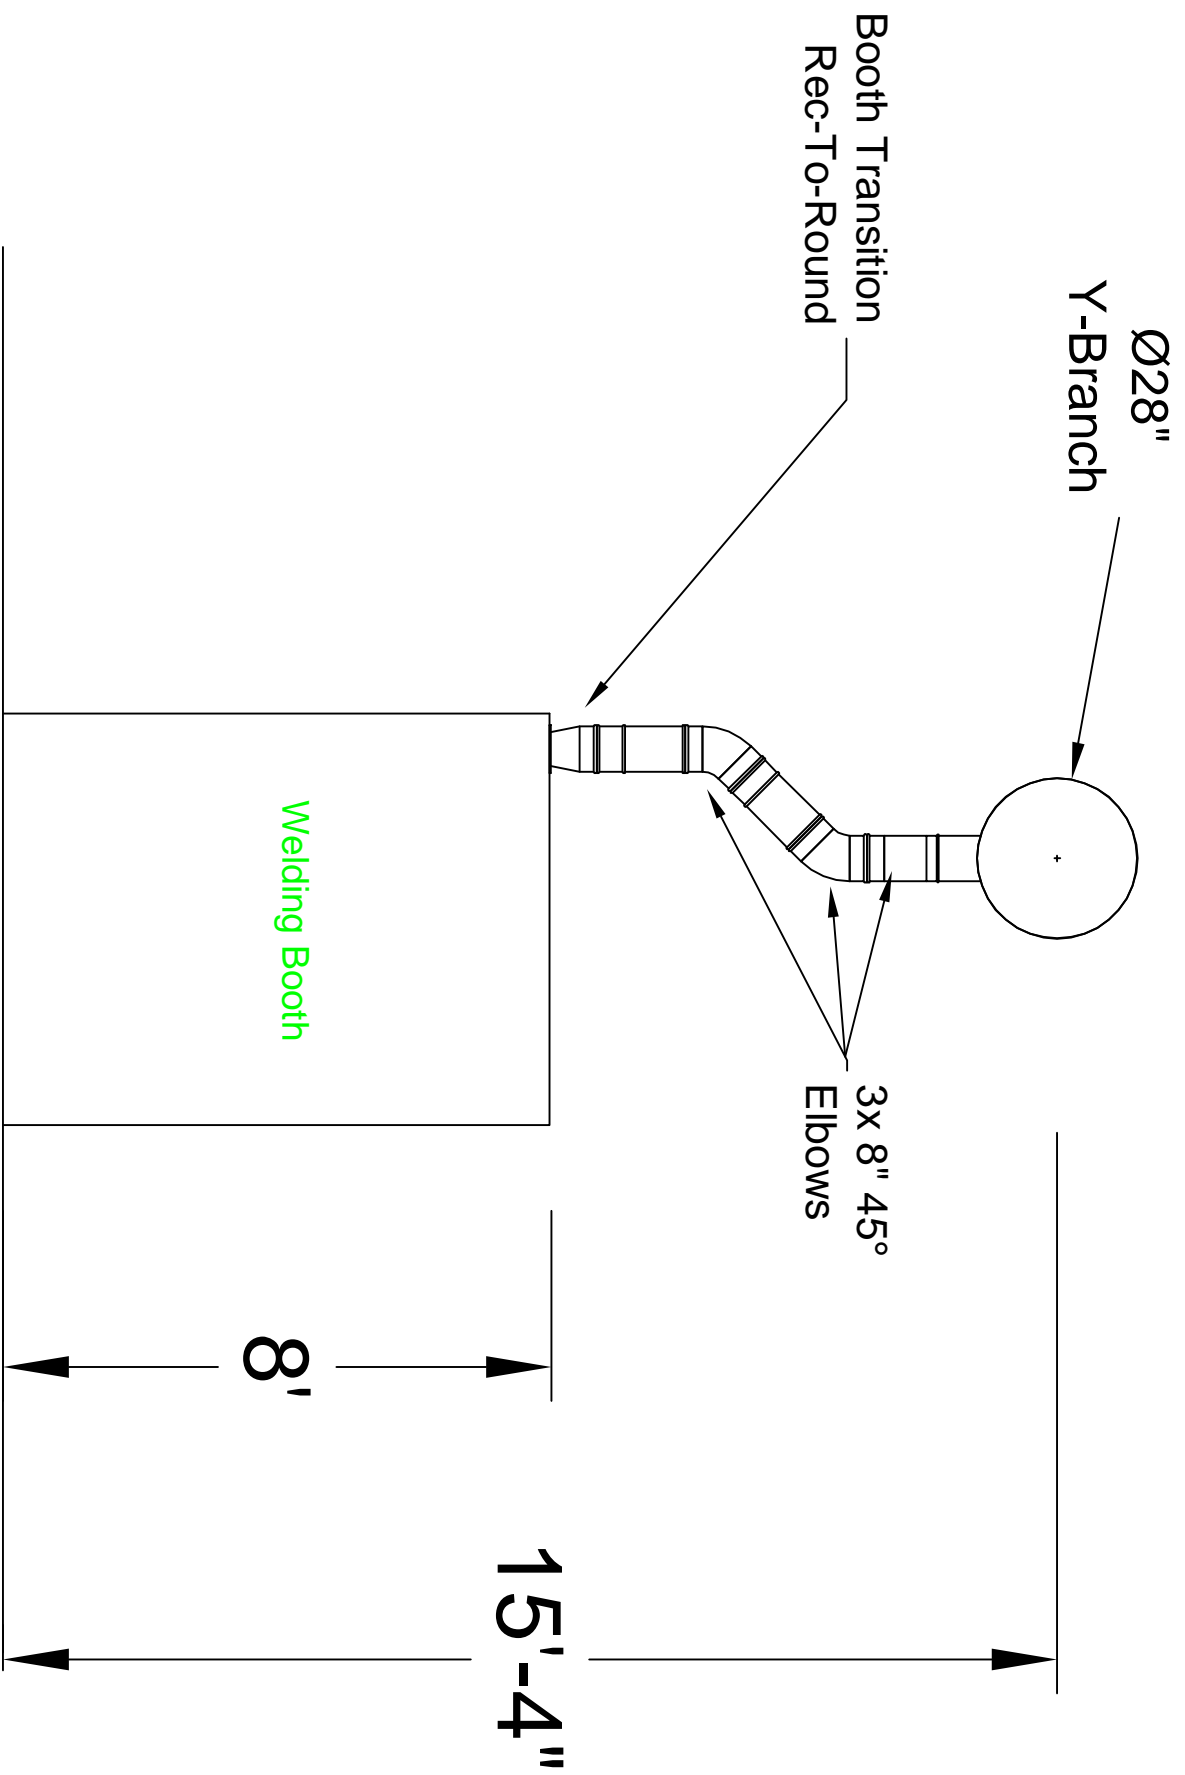 Ø28"
Y-Branch
Booth Transition
Rec-To-Round
3x 8" 45°
Elbows
Welding Booth
8'
15'-4"